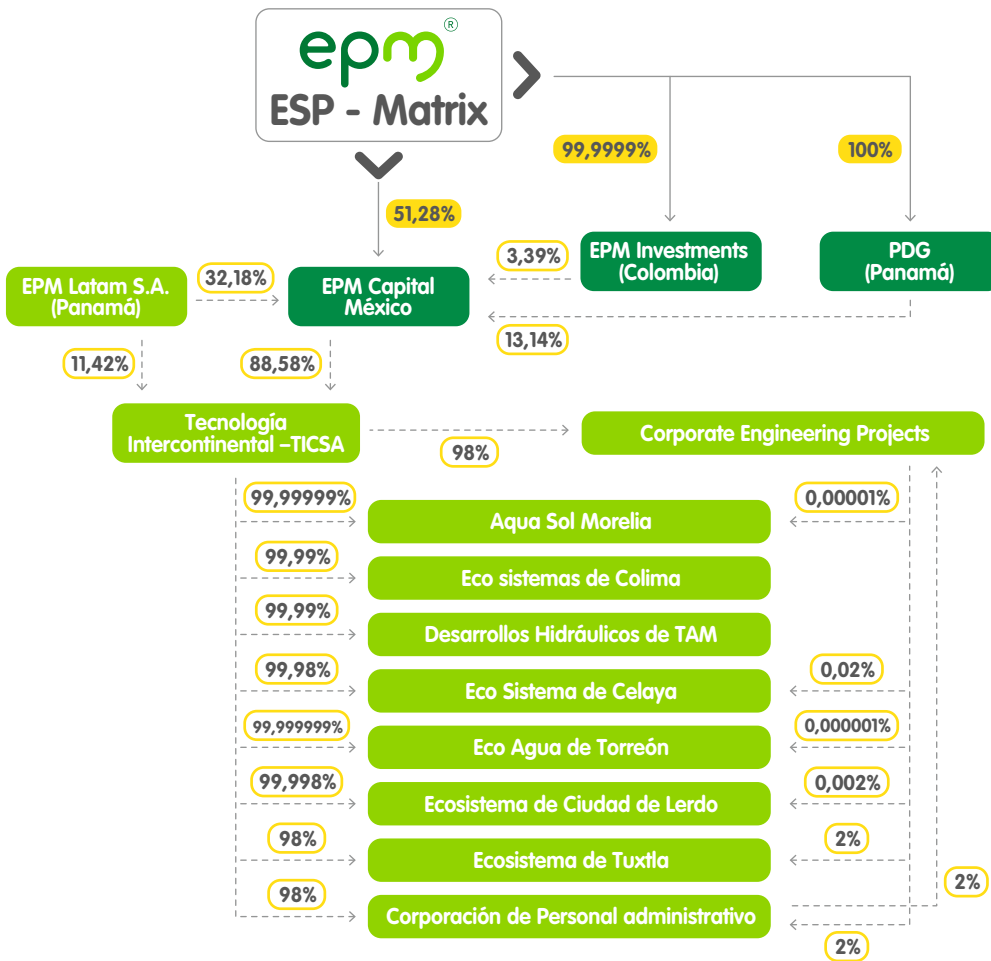 epm®
ESP - Matrix
99,9999%
100%
51,28%
EPM Investments
(Colombia)
PDG
(Panamá)
3,39%
EPM Latam S.A.
(Panamá)
32,18%
EPM Capital
México
13,14%
11,42%
88,58%
Tecnología
Intercontinental –TICSA
98%
Corporate Engineering Projects
99,99999%
Aqua Sol Morelia
0,00001%
99,99%
Eco sistemas de Colima
99,99%
Desarrollos Hidráulicos de TAM
99,98%
Eco Sistema de Celaya
0,02%
99,999999%
Eco Agua de Torreón
0,000001%
99,998%
Ecosistema de Ciudad de Lerdo
0,002%
98%
Ecosistema de Tuxtla
2%
98%
Corporación de Personal administrativo
2%
2%